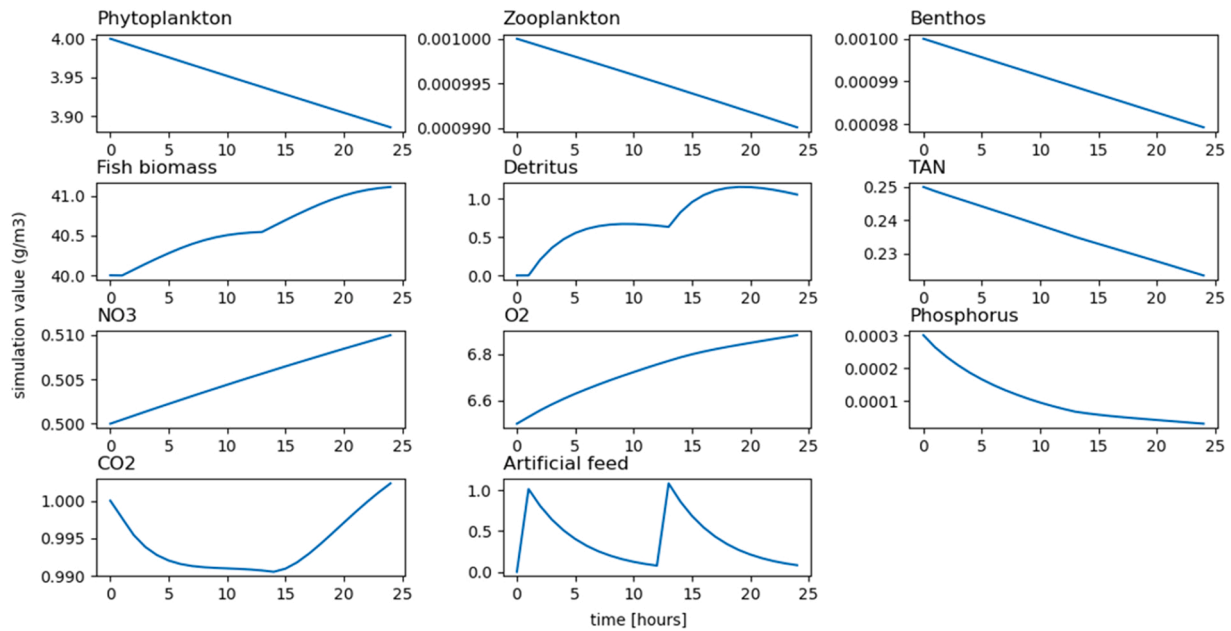 Phytoplankton
4.00
3.95
3.90
0 5 10 15 20 25
Zooplankton
0.001000
0.000995
0.000990
0 5 10 15 20 25
Benthos
0.00100
0.00099
0.00098
0 5 10 15 20 25
Fish biomass
41.0
40.5
40.0
0 5 10 15 20 25
Detritus
1.0
0.5
0.0
0 5 10 15 20 25
TAN
0.25
0.24
0.23
0 5 10 15 20 25
simulation value (g/m3)
NO3
0.510
0.505
0.500
0 5 10 15 20 25
O2
6.8
6.6
0 5 10 15 20 25
Phosphorus
0.0003
0.0002
0.0001
0 5 10 15 20 25
CO2
1.000
0.995
0.990
0 5 10 15 20 25
Artificial feed
1.0
0.5
0.0
0 5 10 15 20 25
time [hours]